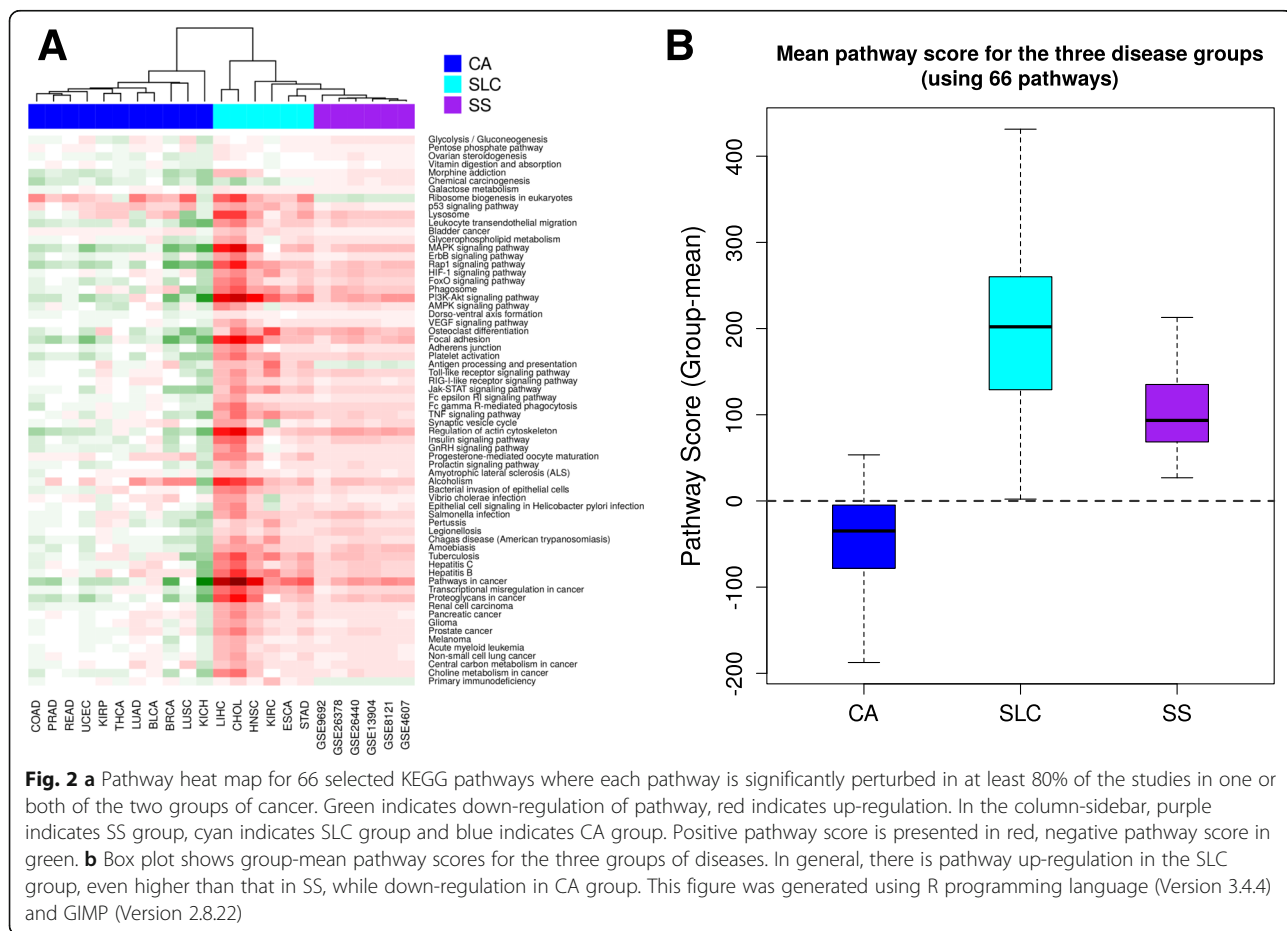 A
CA
SLC
SS
Glycolysis / Gluconeogenesis
Pentose phosphate pathway
Ovarian steroidogenesis
Vitamin digestion and absorption
Morphine addiction
Chemical carcinogenesis
Galactose metabolism
Ribosome biogenesis in eukaryotes
p53 signaling pathway
Lysosome
Leukocyte transendothelial migration
Bladder cancer
Glycerophospholipid metabolism
MAPK signaling pathway
ErbB signaling pathway
Rap1 signaling pathway
HIF-1 signaling pathway
FoxO signaling pathway
Phagosome
PI3K-Akt signaling pathway
AMPK signaling pathway
Dorso-ventral axis formation
VEGF signaling pathway
Osteoclast differentiation
Focal adhesion
Adherens junction
Platelet activation
Antigen processing and presentation
Toll-like receptor signaling pathway
RIG-I-like receptor signaling pathway
Jak-STAT signaling pathway
Fc epsilon RI signaling pathway
Fc gamma R-mediated phagocytosis
TNF signaling pathway
Synaptic vesicle cycle
Regulation of actin cytoskeleton
Insulin signaling pathway
GnRH signaling pathway
Progesterone-mediated oocyte maturation
Prolactin signaling pathway
Amyotrophic lateral sclerosis (ALS)
Alcoholism
Bacterial invasion of epithelial cells
Vibrio cholerae infection
Epithelial cell signaling in Helicobacter pylori infection
Salmonella infection
Pertussis
Legionellosis
Chagas disease (American trypanosomiasis)
Amoebiasis
Tuberculosis
Hepatitis C
Hepatitis B
Pathways in cancer
Transcriptional misregulation in cancer
Proteoglycans in cancer
Renal cell carcinoma
Pancreatic cancer
Glioma
Prostate cancer
Melanoma
Acute myeloid leukemia
Non-small cell lung cancer
Central carbon metabolism in cancer
Choline metabolism in cancer
Primary immunodeficiency
COAD
PRAD
READ
UCEC
KIRP
THCA
LUAD
BLCA
BRCA
LUSC
KICH
LIHC
CHOL
HNSC
KIRC
ESCA
STAD
GSE9692
GSE26378
GSE26440
GSE13904
GSE8121
GSE4607
B
Mean pathway score for the three disease groups
(using 66 pathways)
Pathway Score (Group-mean)
400
300
200
100
0
-100
-200
CA
SLC
SS
Fig. 2 a Pathway heat map for 66 selected KEGG pathways where each pathway is significantly perturbed in at least 80% of the studies in one or
both of the two groups of cancer. Green indicates down-regulation of pathway, red indicates up-regulation. In the column-sidebar, purple
indicates SS group, cyan indicates SLC group and blue indicates CA group. Positive pathway score is presented in red, negative pathway score in
green. b Box plot shows group-mean pathway scores for the three groups of diseases. In general, there is pathway up-regulation in the SLC
group, even higher than that in SS, while down-regulation in CA group. This figure was generated using R programming language (Version 3.4.4)
and GIMP (Version 2.8.22)